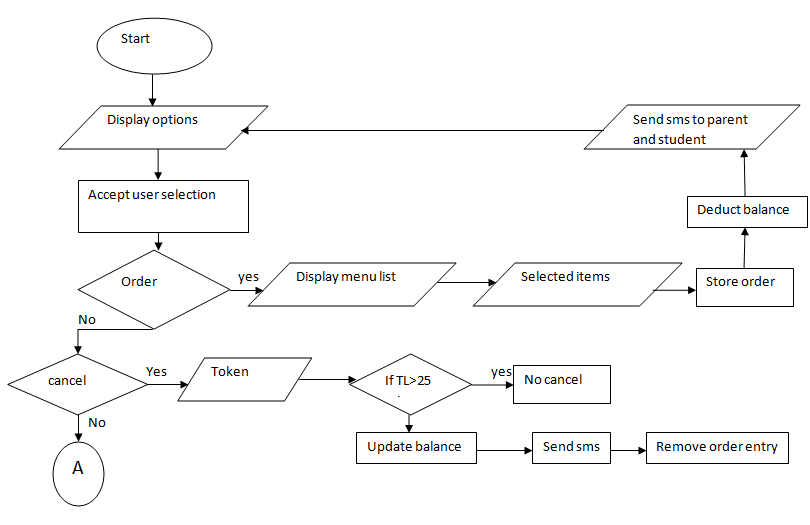 Start
Display options
Send sms to parent
and student
Accept user selection
Deduct balance
Order
yes
Display menu list
Selected items
Store order
No
cancel
Yes
Token
If TL>25
.
yes
No cancel
No
Update balance
Send sms
Remove order entry
A